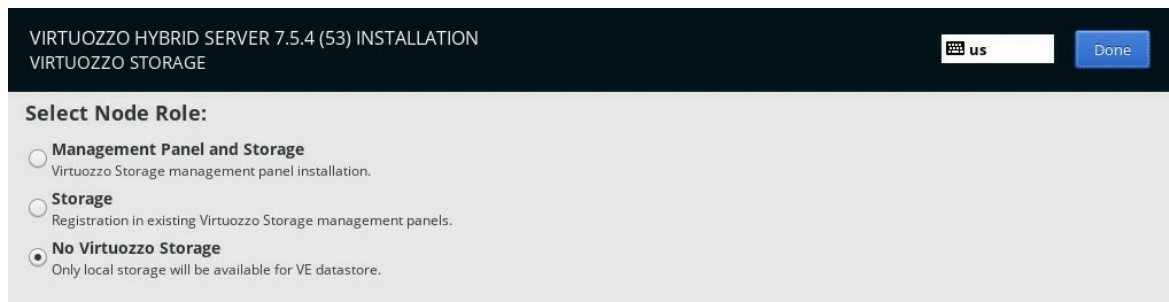 VIRTUOZZO HYBRID SERVER 7.5.4 (53) INSTALLATION
VIRTUOZZO STORAGE
us
Done
Select Node Role:
Management Panel and Storage
Virtuozzo Storage management panel installation.
Storage
Registration in existing Virtuozzo Storage management panels.
No Virtuozzo Storage
Only local storage will be available for VE datastore.